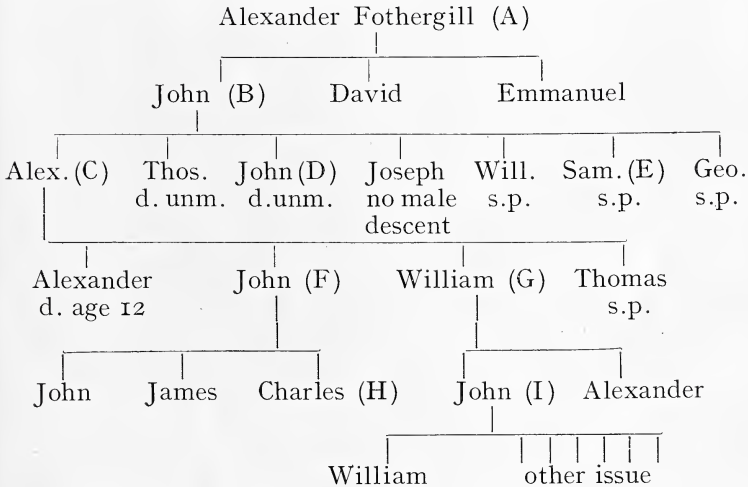 Alexander Fothergill (A)
John (B) David Emmanuel
Alex. (C) Thos. John (D) Joseph Will. Sam. (E) Geo.
d. unm. d.unm. no male s.p. s.p. s.p.
descent
Alexander John (F) William (G) Thomas
d. age 12 s.p.
John James Charles (H) John (I) Alexander
William other issue